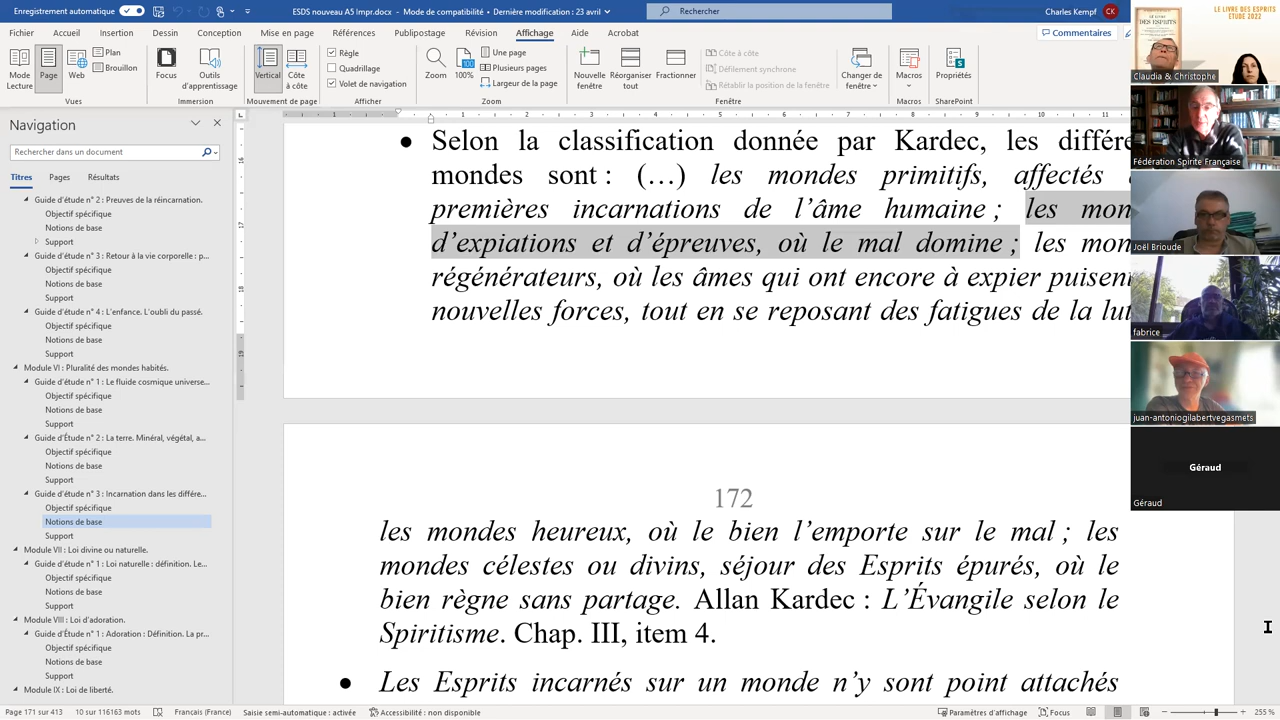 Enregistrement automatique
ESDS nouveau A5 Impr.docx • Mode de compatibilité • Dernière modification : 23 avril
Rechercher
Charles Kempf
CK
Fichier
Accueil
Insertion
Dessin
Conception
Mise en page
Références
Publipostage
Révision
Affichage
Aide
Acrobat
Commentaires
Mode Lecture
Page
Web
Plan
Brouillon
Vues
Focus
Outils d'apprentissage
Immersion
Vertical
Côte à côte
Mouvement de page
Règle
Quadrillage
Volet de navigation
Afficher
Zoom
100%
Une page
Plusieurs pages
Largeur de la page
Zoom
Nouvelle fenêtre
Réorganiser tout
Fractionner
Côte à côte
Défilement synchrone
Rétablir la position de la fenêtre
Fenêtre
Changer de fenêtre
Macros
Macros
Propriétés
SharePoint
Navigation
Rechercher dans un document
Titres
Pages
Résultats
Guide d'étude n° 2 : Preuves de la réincarnation.
Objectif spécifique
Notions de base
Support
Guide d'étude n° 3 : Retour à la vie corporelle : p...
Objectif spécifique
Notions de base
Support
Guide d'étude n° 4 : L'enfance. L'oubli du passé.
Objectif spécifique
Notions de base
Support
Module VI : Pluralité des mondes habités.
Guide d'étude n° 1 : Le fluide cosmique universe...
Objectif spécifique
Notions de base
Guide d'Étude n° 2 : La terre. Minéral, végétal, a...
Objectif spécifique
Notions de base
Support
Guide d'étude n° 3 : Incarnation dans les différe...
Objectif spécifique
Notions de base
Support
Module VII : Loi divine ou naturelle.
Guide d'étude n° 1 : Loi naturelle : définition. Le...
Objectif spécifique
Notions de base
Support
Module VIII : Loi d'adoration.
Guide d'Étude n° 1 : Adoration : Définition. La pr...
Objectif spécifique
Notions de base
Support
Module IX : Loi de liberté.
● Selon la classification donnée par Kardec, les différe
mondes sont : (…) les mondes primitifs, affectés
premières incarnations de l’âme humaine ; les mon
d’expiations et d’épreuves, où le mal domine ; les mon
régénérateurs, où les âmes qui ont encore à expier puisen
nouvelles forces, tout en se reposant des fatigues de la lu
172
les mondes heureux, où le bien l’emporte sur le mal ; les
mondes célestes ou divins, séjour des Esprits épurés, où le
bien règne sans partage. Allan Kardec : L’Évangile selon le
Spiritisme. Chap. III, item 4.
● Les Esprits incarnés sur un monde n’y sont point attachés
LE LIVRE DES ESPRITS
ETUDE 2022
Claudia & Christophe
Fédération Spirite Française
Joël Brioude
fabrice
juan-antoniogilabertvegasmets
Géraud
Géraud
Page 171 sur 413
10 sur 116163 mots
Français (France)
Saisie semi-automatique : activée
Accessibilité : non disponible
Paramètres d'affichage
Focus
255 %